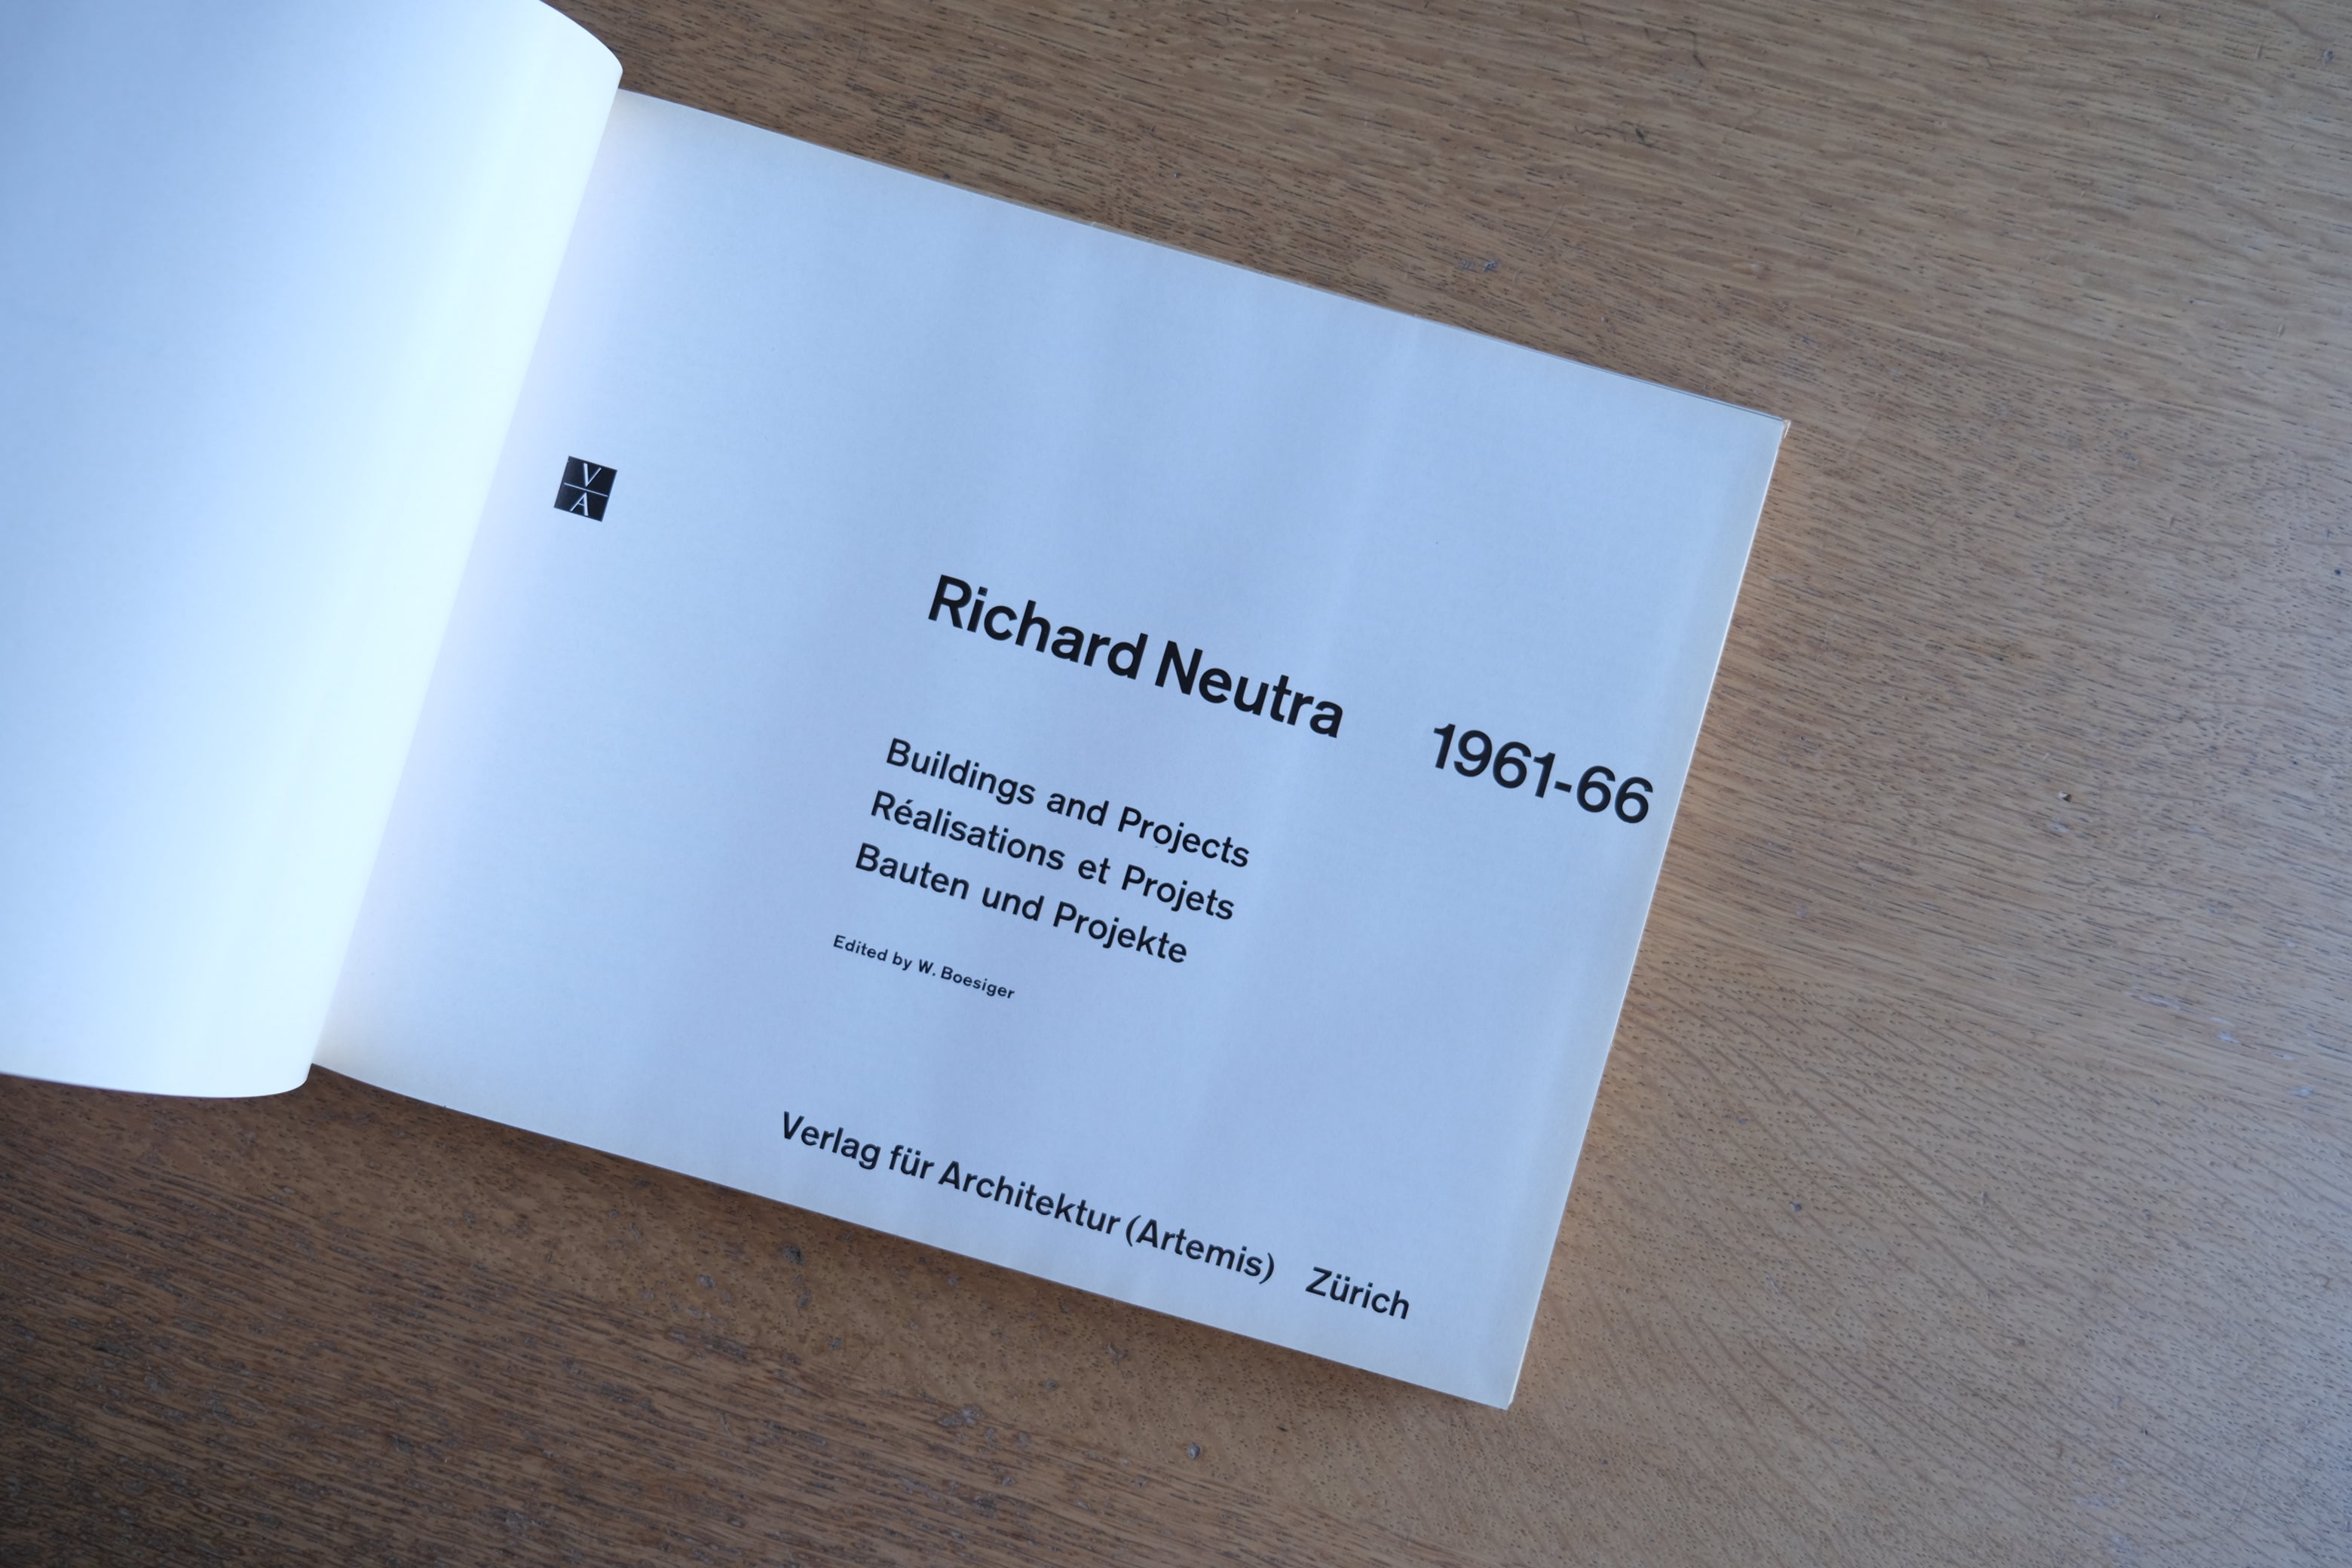 V
A
Richard Neutra 1961-66
Buildings and Projects
Réalisations et Projets
Bauten und Projekte
Edited by W. Boesiger
Verlag für Architektur (Artemis) Zürich